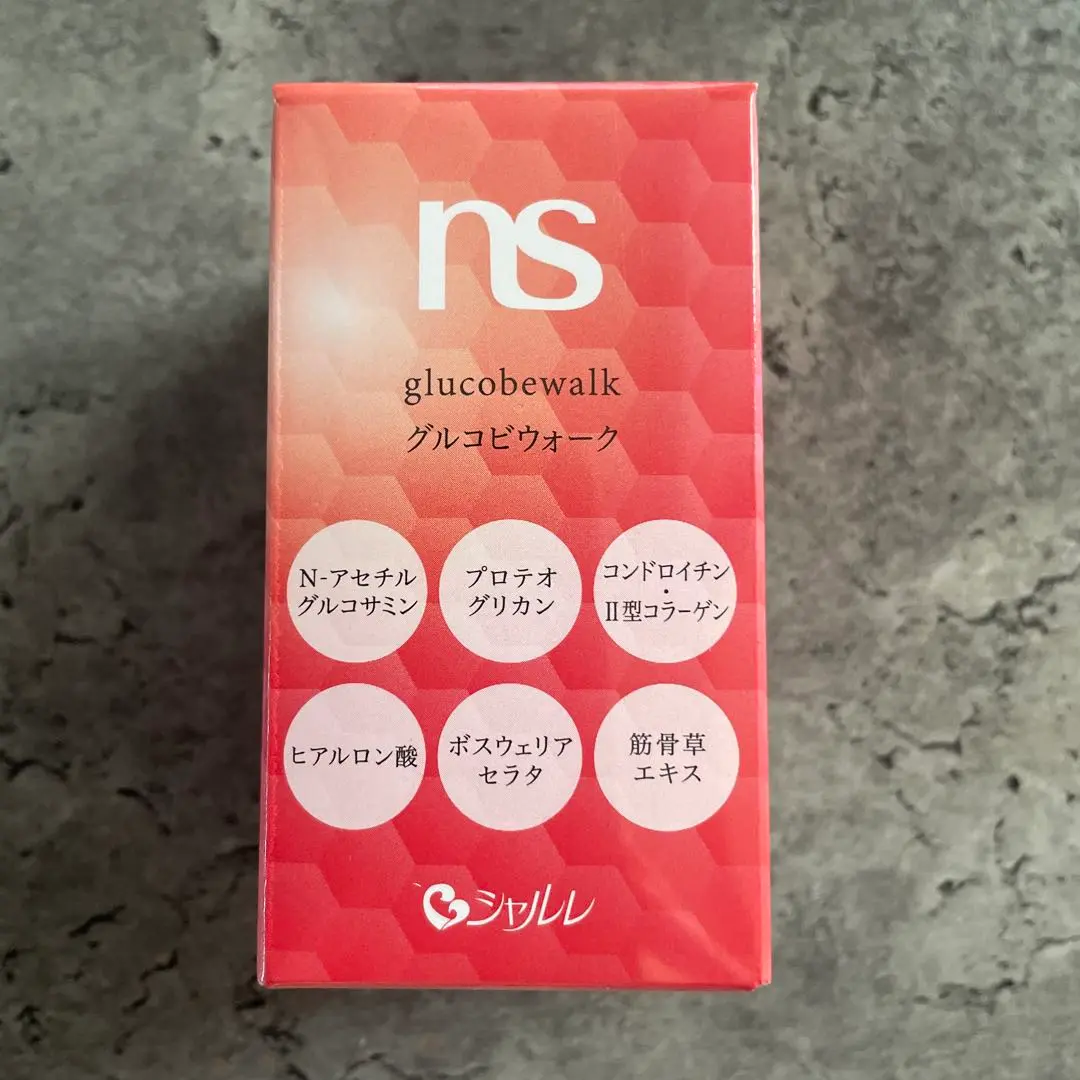 ns
glucobewalk
グルコビウォーク
N-アセチル
グルコサミン
プロテオ
グリカン
コンドロイチン
・
II型コラーゲン
ヒアルロン酸
ボスウェリア
セラタ
筋骨草
エキス
シャルレ